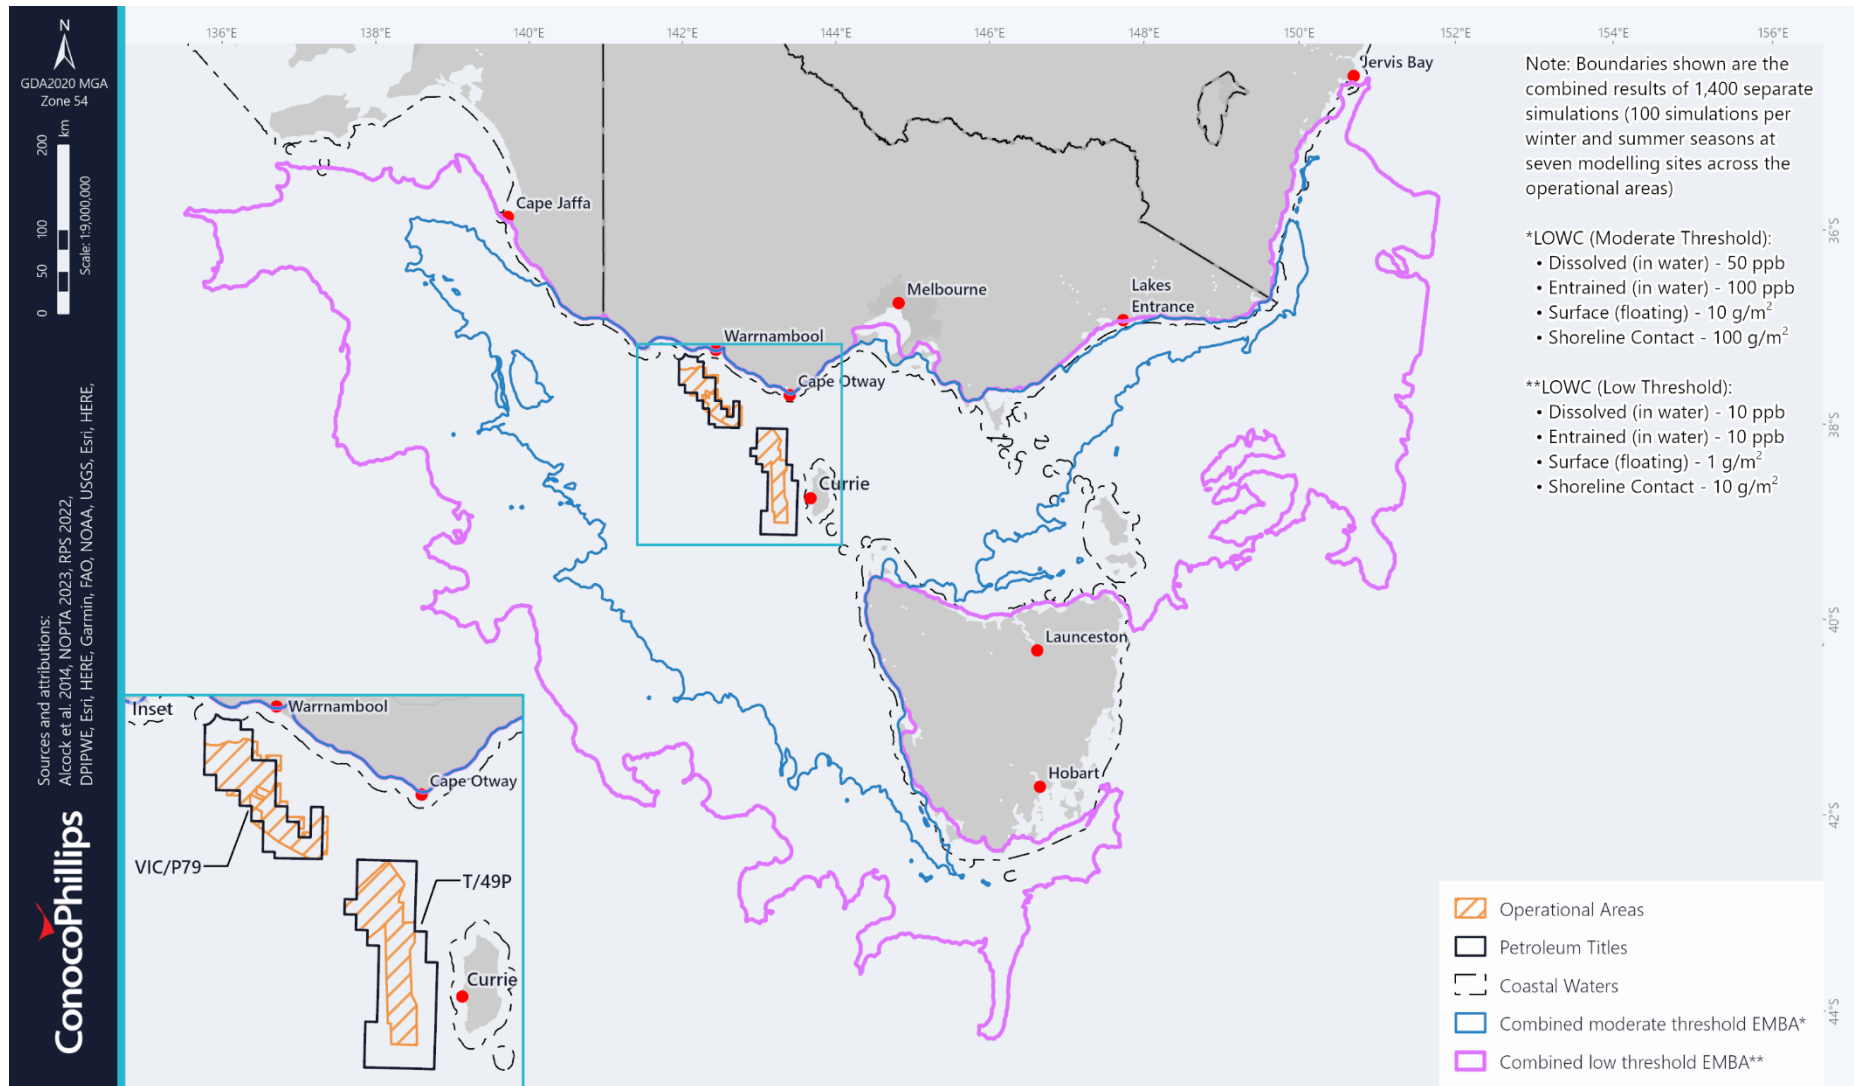 136°E
138°E
140°E
142°E
144°E
146°E
148°E
150°E
152°E
154°E
156°E
N
GDA2020 MGA
Zone 54
0
50
100
200
km
Scale: 1:9,000,000
Sources and attributions:
Alcock et al. 2014, NOPTA 2023, RPS 2022,
DPIPWE, Esri, HERE, Garmin, FAO, NOAA, USGS, Esri, HERE,
ConocoPhillips
Jervis Bay
Cape Jaffa
Melbourne
Lakes
Entrance
Warrnambool
Cape Otway
Currie
Launceston
Hobart
Note: Boundaries shown are the
combined results of 1,400 separate
simulations (100 simulations per
winter and summer seasons at
seven modelling sites across the
operational areas)
*LOWC (Moderate Threshold):
• Dissolved (in water) - 50 ppb
• Entrained (in water) - 100 ppb
• Surface (floating) - 10 g/m²
• Shoreline Contact - 100 g/m²
**LOWC (Low Threshold):
• Dissolved (in water) - 10 ppb
• Entrained (in water) - 10 ppb
• Surface (floating) - 1 g/m²
• Shoreline Contact - 10 g/m²
36°S
38°S
40°S
42°S
44°S
Inset
Warrnambool
Cape Otway
VIC/P79
T/49P
Currie
Operational Areas
Petroleum Titles
Coastal Waters
Combined moderate threshold EMBA*
Combined low threshold EMBA**